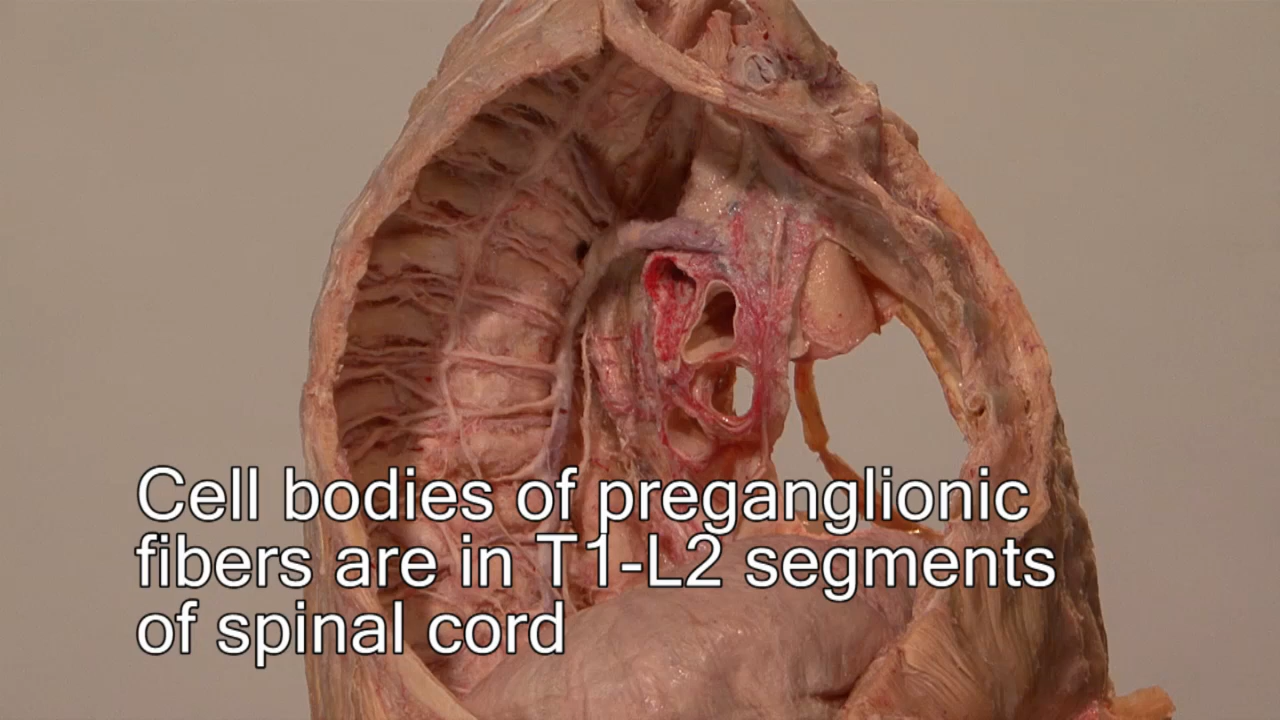 Cell bodies of preganglionic
fibers are in T1-L2 segments
of spinal cord